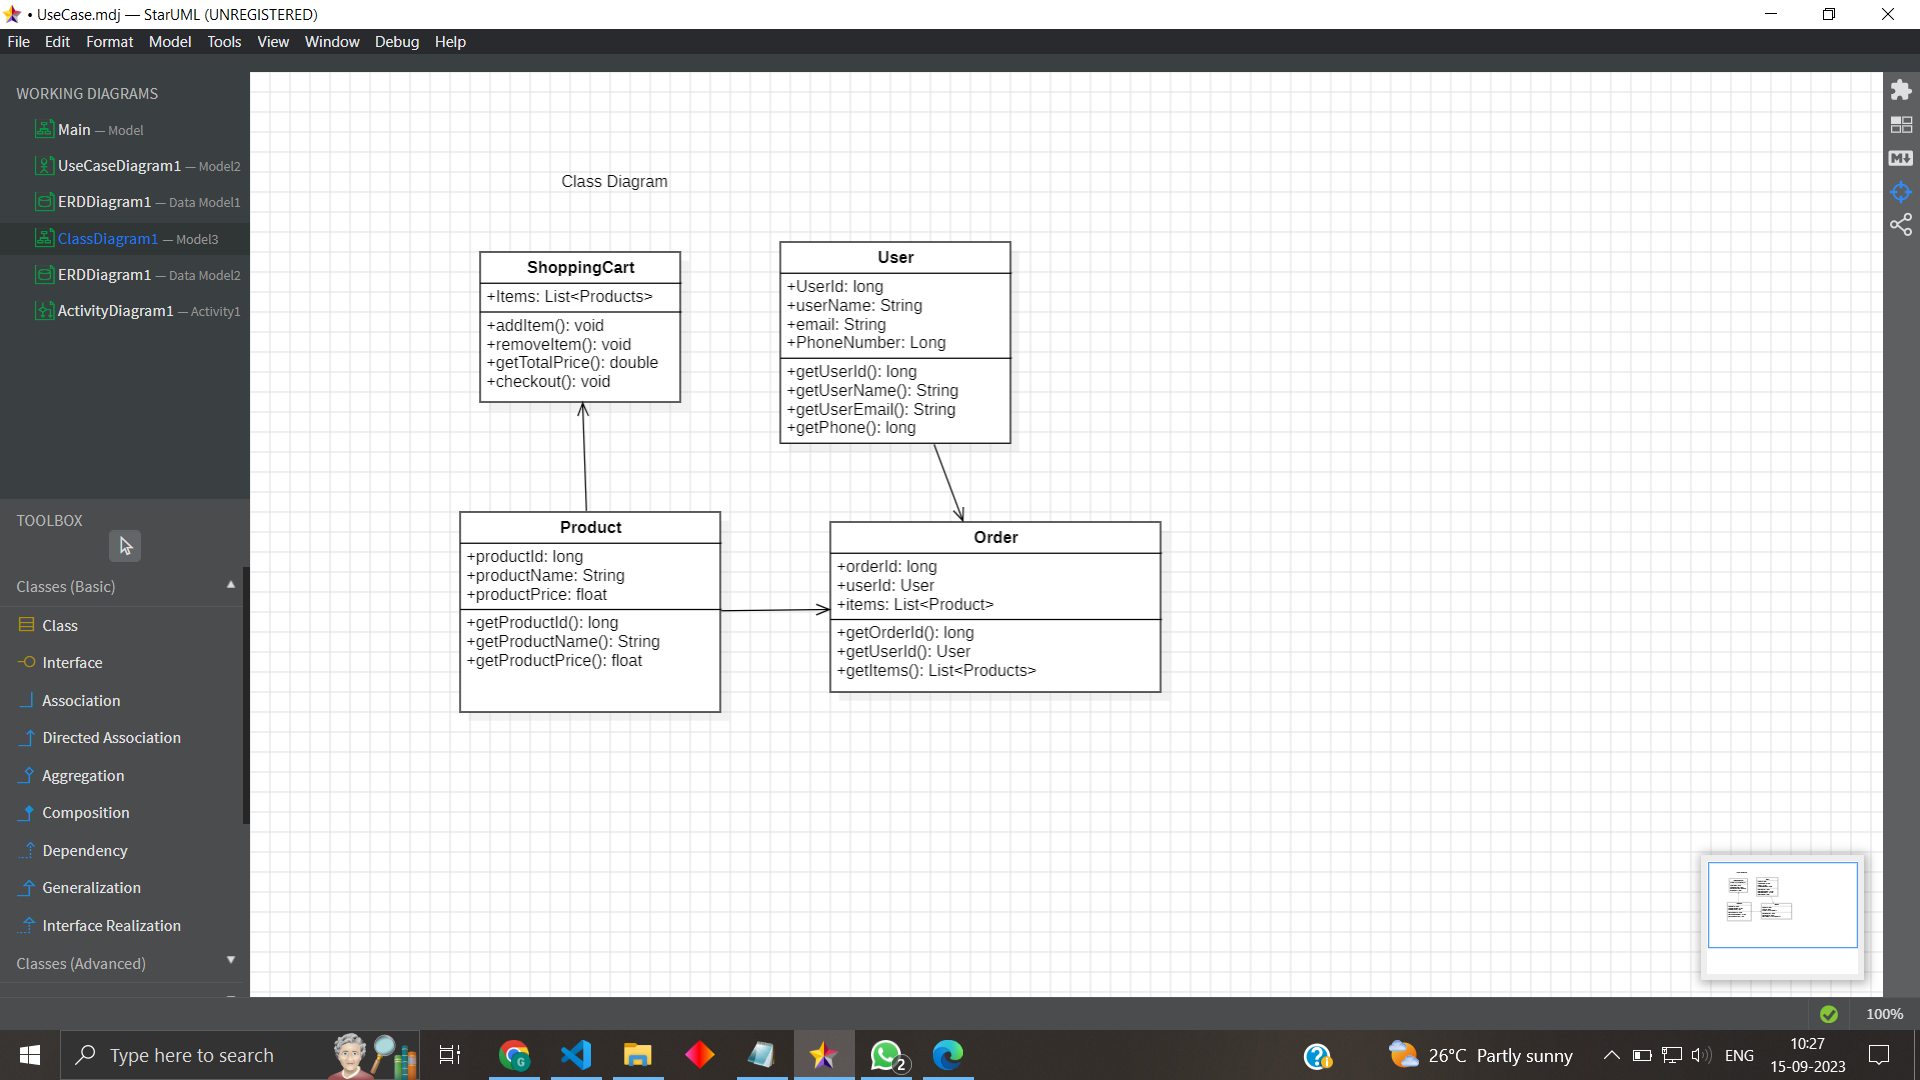 • UseCase.mdj — StarUML (UNREGISTERED)
File Edit Format Model Tools View Window Debug Help
WORKING DIAGRAMS
Main — Model
UseCaseDiagram1 — Model2
ERDDiagram1 — Data Model1
ClassDiagram1 — Model3
ERDDiagram1 — Data Model2
ActivityDiagram1 — Activity1
TOOLBOX
Classes (Basic)
Class
Interface
Association
Directed Association
Aggregation
Composition
Dependency
Generalization
Interface Realization
Classes (Advanced)
Class Diagram
ShoppingCart
+Items: List<Products>
+addItem(): void
+removeItem(): void
+getTotalPrice(): double
+checkout(): void
User
+UserId: long
+userName: String
+email: String
+PhoneNumber: Long
+getUserId(): long
+getUserName(): String
+getUserEmail(): String
+getPhone(): long
Product
+productId: long
+productName: String
+productPrice: float
+getProductId(): long
+getProductName(): String
+getProductPrice(): float
Order
+orderId: long
+userId: User
+items: List<Product>
+getOrderId(): long
+getUserId(): User
+getItems(): List<Products>
M
100%
Type here to search
G
2
26°C Partly sunny
ENG
10:27
15-09-2023